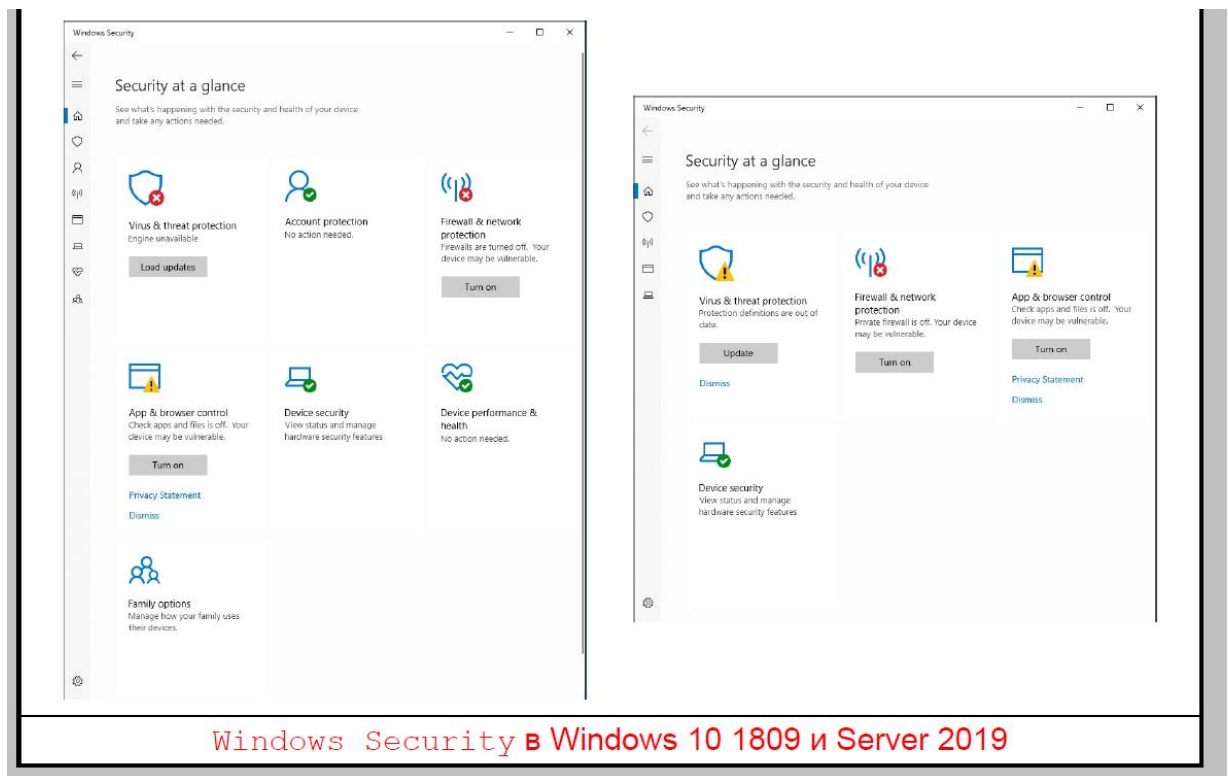 Windows Security
Security at a glance
See what's happening with the security and health of your device
and take any actions needed.
Virus & threat protection
Engine unavailable
Load updates
Account protection
No action needed.
Firewall & network
protection
Firewalls are turned off. Your
device may be vulnerable.
Turn on
App & browser control
Check apps and files is off. Your
device may be vulnerable.
Turn on
Privacy Statement
Dismiss
Device security
View status and manage
hardware security features
Device performance &
health
No action needed.
Family options
Manage how your family uses
their devices.
Windows Security
Security at a glance
See what's happening with the security and health of your device
and take any actions needed.
Virus & threat protection
Protection definitions are out of
date.
Update
Dismiss
Firewall & network
protection
Private firewall is off. Your device
may be vulnerable.
Turn on
App & browser control
Check apps and files is off. Your
device may be vulnerable.
Turn on
Privacy Statement
Dismiss
Device security
View status and manage
hardware security features
Windows Security в Windows 10 1809 и Server 2019